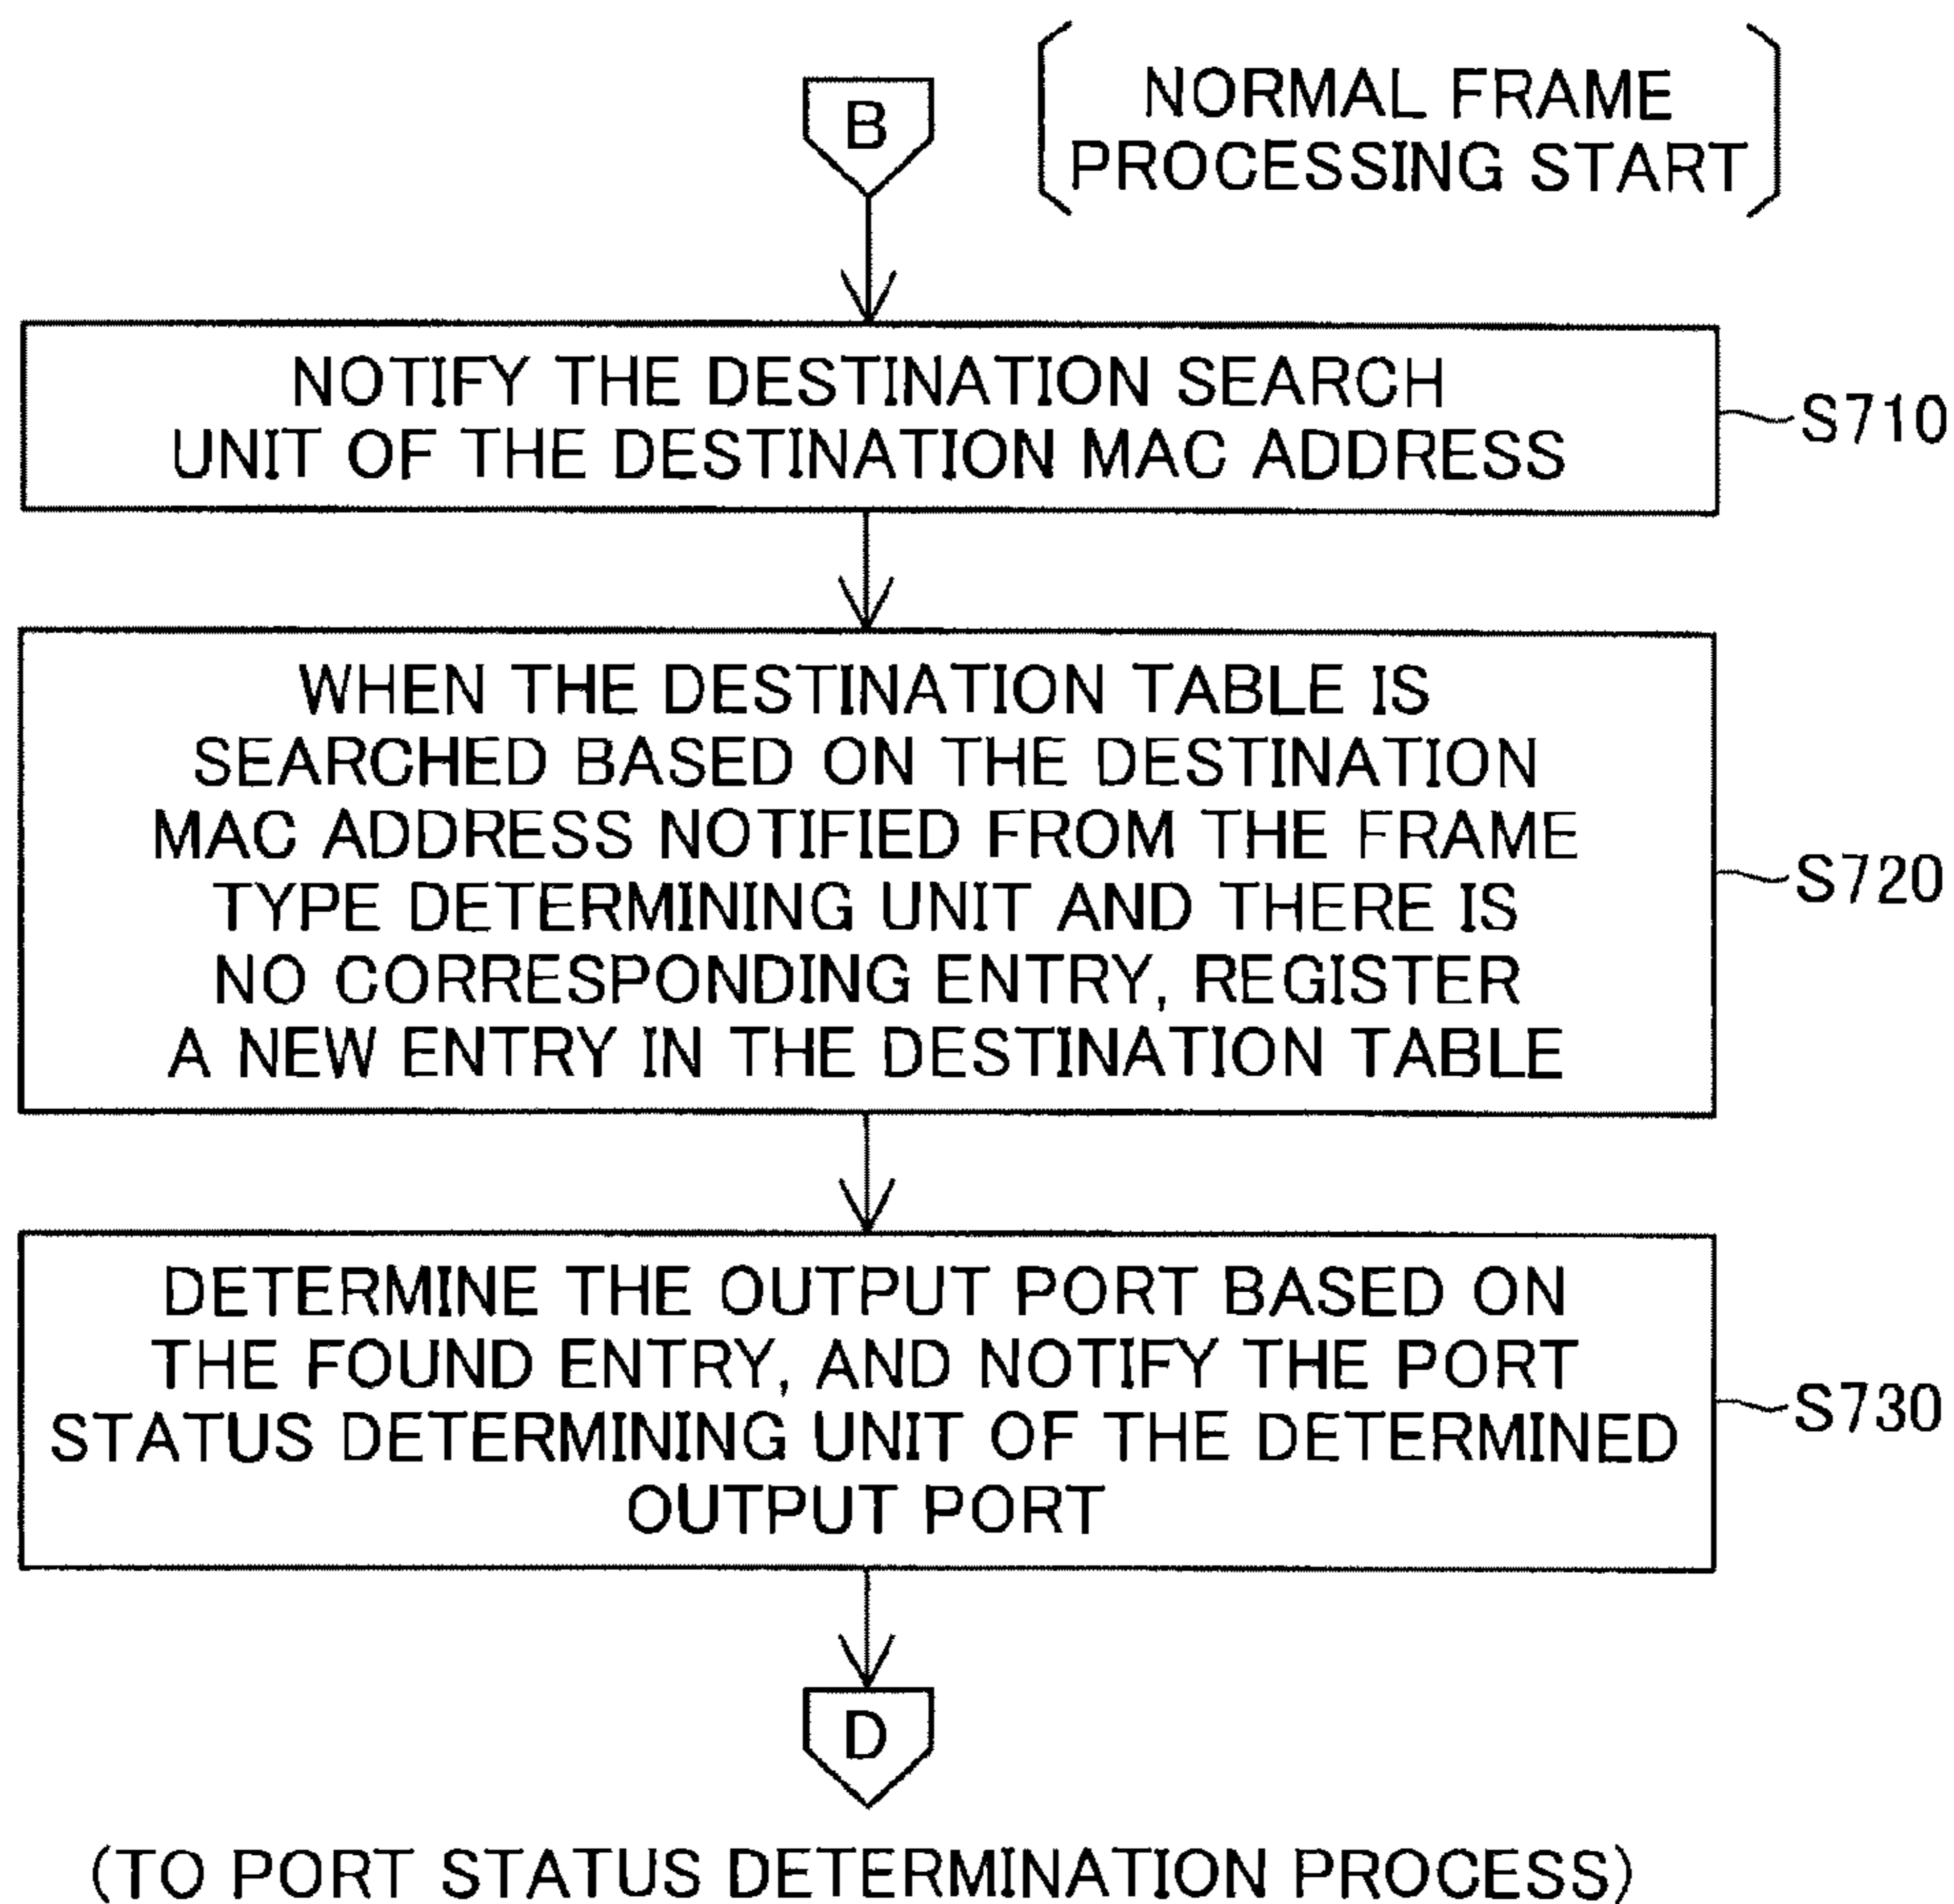 B
NORMAL FRAME
PROCESSING START
NOTIFY THE DESTINATION SEARCH
UNIT OF THE DESTINATION MAC ADDRESS
S710
WHEN THE DESTINATION TABLE IS
SEARCHED BASED ON THE DESTINATION
MAC ADDRESS NOTIFIED FROM THE FRAME
TYPE DETERMINING UNIT AND THERE IS
NO CORRESPONDING ENTRY, REGISTER
A NEW ENTRY IN THE DESTINATION TABLE
S720
DETERMINE THE OUTPUT PORT BASED ON
THE FOUND ENTRY, AND NOTIFY THE PORT
STATUS DETERMINING UNIT OF THE DETERMINED
OUTPUT PORT
S730
D
(TO PORT STATUS DETERMINATION PROCESS)